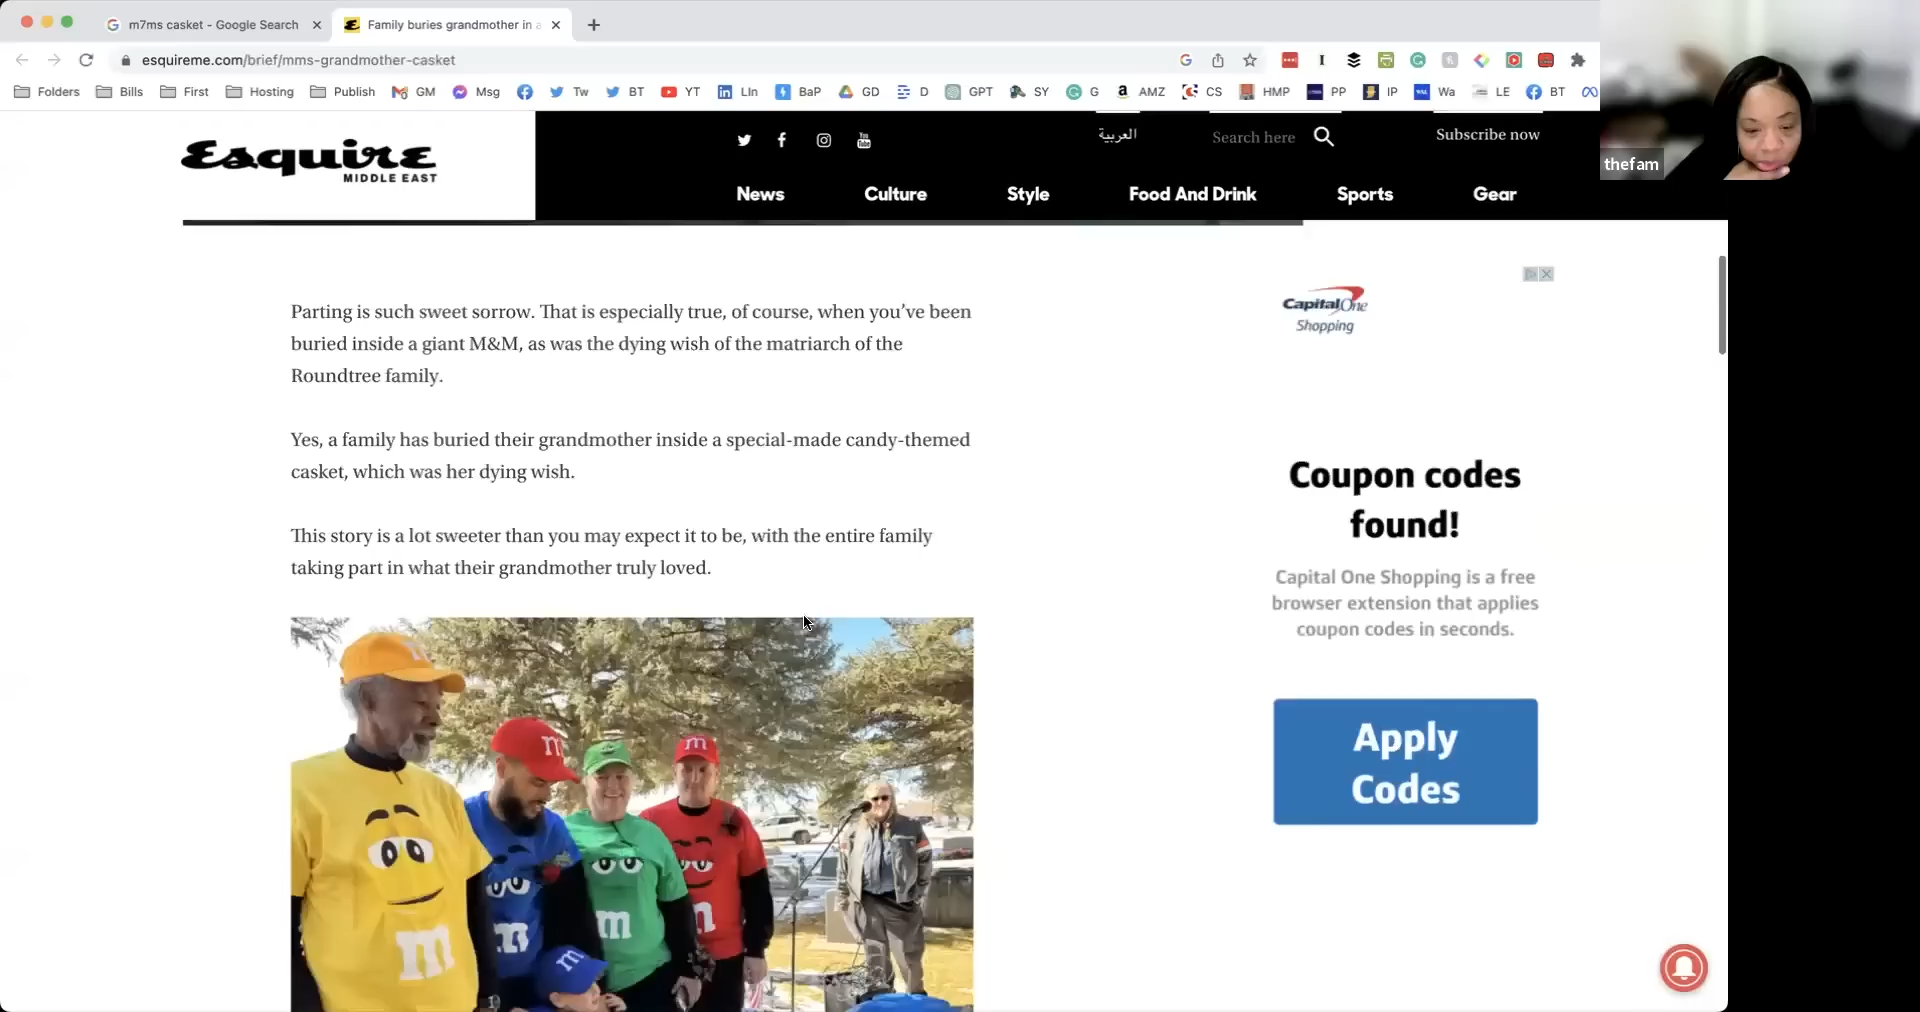 m7ms casket - Google Search
Family buries grandmother in a
esquireme.com/brief/mms-grandmother-casket
Folders
Bills
First
Hosting
Publish
GM
Msg
Tw
BT
YT
LIn
BaP
GD
D
GPT
SY
G
AMZ
CS
HMP
PP
IP
Wa
LE
BT
thefam
Esquire
MIDDLE EAST
العربية
Search here
Subscribe now
News
Culture
Style
Food And Drink
Sports
Gear
Parting is such sweet sorrow. That is especially true, of course, when you’ve been
buried inside a giant M&M, as was the dying wish of the matriarch of the
Roundtree family.
Yes, a family has buried their grandmother inside a special-made candy-themed
casket, which was her dying wish.
This story is a lot sweeter than you may expect it to be, with the entire family
taking part in what their grandmother truly loved.
CapitalOne
Shopping
Coupon codes
found!
Capital One Shopping is a free
browser extension that applies
coupon codes in seconds.
Apply
Codes
m
m
m
m
m
m
m